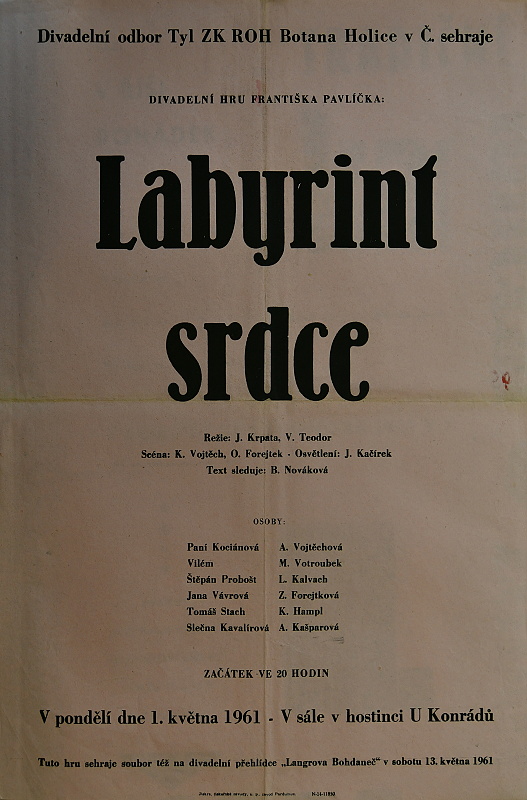 Divadelní odbor Tyl ZK ROH Botana Holice v Č. sehraje
DIVADELNÍ HRU FRANTIŠKA PAVLÍČKA:
Labyrint
srdce
Režie: J. Krpata, V. Teodor
Scéna: K. Vojtěch, O. Forejtek - Osvětlení: J. Kačírek
Text sleduje: B. Nováková
OSOBY:
Paní Kociánová A. Vojtěchová
Vilém M. Votroubek
Štěpán Probošt L. Kalvach
Jana Vávrová Z. Forejtková
Tomáš Stach K. Hampl
Slečna Kavalírová A. Kašparová
ZAČÁTEK VE 20 HODIN
V pondělí dne 1. května 1961 - V sále v hostinci U Konrádů
Tuto hru sehraje soubor též na divadelní přehlídce „Langrova Bohdaneč“ v sobotu 13. května 1961